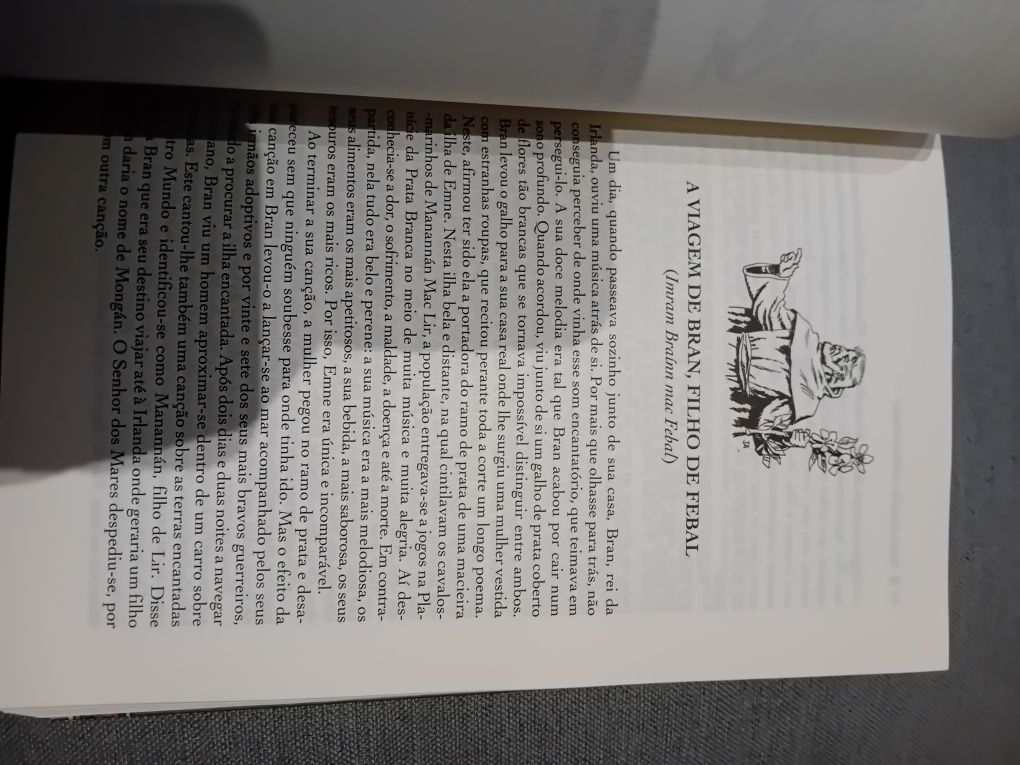 A VIAGEM DE BRAN, FILHO DE FEBAL
(Imram Brainn mac Febral)
Um dia, quando passeava sozinho junto de sua casa, Bran, rei da
Irlanda, ouviu uma música atrás de si. Por mais que olhasse para trás, não
conseguia perceber de onde vinha esse som encantatório, que teimava em
persegui-lo. A sua doce melodia era tal que Bran acabou por cair num
sono profundo. Quando acordou, viu junto de si um galho de prata coberto
de flores tão brancas que se tornava impossível distinguir entre ambos.
Bran levou o galho para a sua casa real onde lhe surgiu uma mulher vestida
com estranhas roupas, que recitou perante toda a corte um longo poema.
Neste, afirmou ter sido ela a portadora do ramo de prata de uma macieira
da ilha de Emne. Nesta ilha bela e distante, na qual cintilavam os cavalos-
-marinhos de Manannán Mac Lir, a população entregava-se a jogos na Pla-
nície da Prata Branca no meio de muita música e muita alegria. Aí des-
conhecia-se a dor, o sofrimento, a maldade, a doença e até a morte. Em contra-
partida, nela tudo era belo e perene: a sua música era a mais melodiosa, os
seus alimentos eram os mais apetitosos, a sua bebida, a mais saborosa, os seus
tesouros eram os mais ricos. Por isso, Emne era única e incomparável.
Ao terminar a sua canção, a mulher pegou no ramo de prata e desa-
pareceu sem que ninguém soubesse para onde tinha ido. Mas o efeito da
canção em Bran levou-o a lançar-se ao mar acompanhado pelos seus
irmãos adoptivos e por vinte e sete dos seus mais bravos guerreiros,
a procurar a ilha encantada. Após dois dias e duas noites a navegar
ano, Bran viu um homem aproximar-se dentro de um carro sobre
as. Este cantou-lhe também uma canção sobre as terras encantadas
tro Mundo e identificou-se como Manannán, filho de Lir. Disse
Bran que era seu destino viajar até à Irlanda onde geraria um filho
daria o nome de Mongán. O Senhor dos Mares despediu-se, por
m outra canção.
JA.